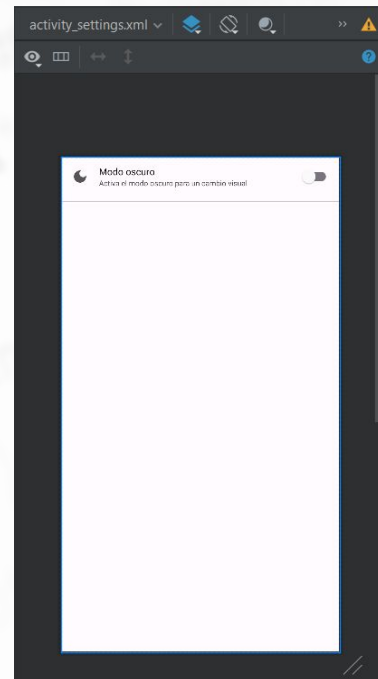 activity_settings.xml
Modo oscuro
Activa el modo oscuro para un cambio visual